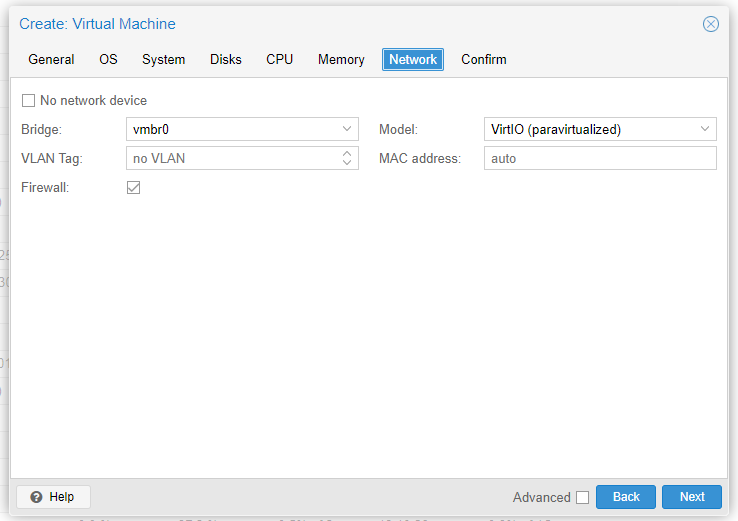 Create: Virtual Machine
General OS System Disks CPU Memory Network Confirm
No network device
Bridge: vmbr0 Model: VirtIO (paravirtualized)
VLAN Tag: no VLAN MAC address: auto
Firewall:
Help Advanced Back Next